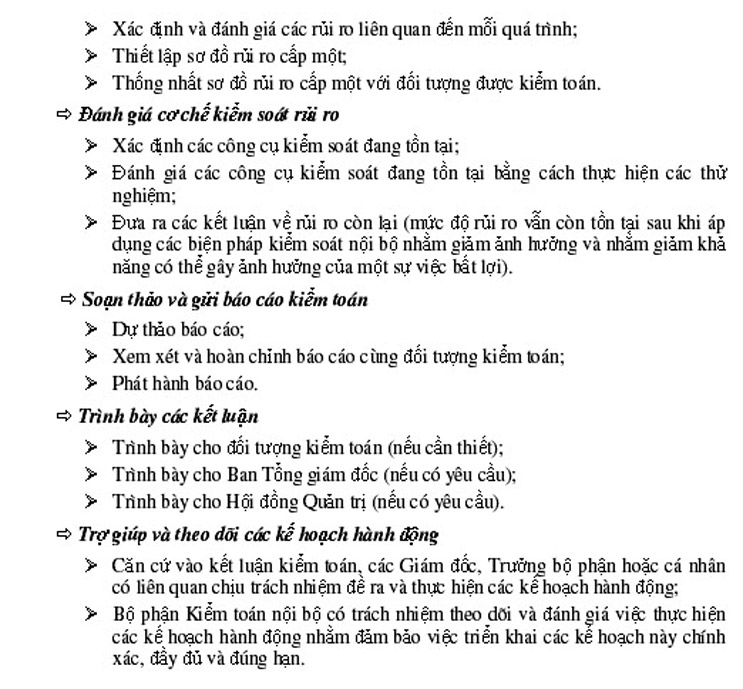 ➢ Xác định và đánh giá các rủi ro liên quan đến mỗi quá trình;
➢ Thiết lập sơ đồ rủi ro cấp một;
➢ Thống nhất sơ đồ rủi ro cấp một với đối tượng được kiểm toán.
⇨ Đánh giá cơ chế kiểm soát rủi ro
➢ Xác định các công cụ kiểm soát đang tồn tại;
➢ Đánh giá các công cụ kiểm soát đang tồn tại bằng cách thực hiện các thử
nghiệm;
➢ Đưa ra các kết luận về rủi ro còn lại (mức độ rủi ro vẫn còn tồn tại sau khi áp
dụng các biện pháp kiểm soát nội bộ nhằm giảm ảnh hưởng và nhằm giảm khả
năng có thể gây ảnh hưởng của một sự việc bất lợi).
⇨ Soạn thảo và gửi báo cáo kiểm toán
➢ Dự thảo báo cáo;
➢ Xem xét và hoàn chỉnh báo cáo cùng đối tượng kiểm toán;
➢ Phát hành báo cáo.
⇨ Trình bày các kết luận
➢ Trình bày cho đối tượng kiểm toán (nếu cần thiết);
➢ Trình bày cho Ban Tổng giám đốc (nếu có yêu cầu);
➢ Trình bày cho Hội đồng Quản trị (nếu có yêu cầu).
⇨ Trợ giúp và theo dõi các kế hoạch hành động
➢ Căn cứ vào kết luận kiểm toán, các Giám đốc, Trưởng bộ phận hoặc cá nhân
có liên quan chịu trách nhiệm đề ra và thực hiện các kế hoạch hành động;
➢ Bộ phận Kiểm toán nội bộ có trách nhiệm theo dõi và đánh giá việc thực hiện
các kế hoạch hành động nhằm đảm bảo việc triển khai các kế hoạch này chính
xác, đầy đủ và đúng hạn.